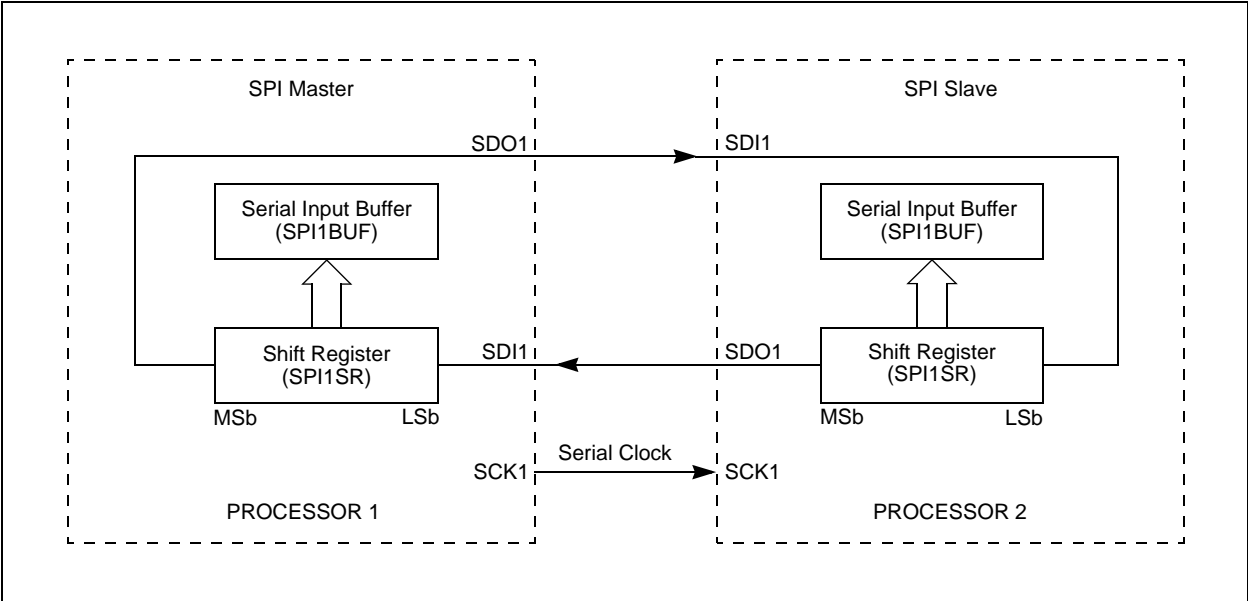 SPI Master
SPI Slave
SDO1
SDI1
Serial Input Buffer
(SPI1BUF)
Serial Input Buffer
(SPI1BUF)
Shift Register
(SPI1SR)
SDI1
SDO1
Shift Register
(SPI1SR)
MSb
LSb
MSb
LSb
Serial Clock
SCK1
SCK1
PROCESSOR 1
PROCESSOR 2